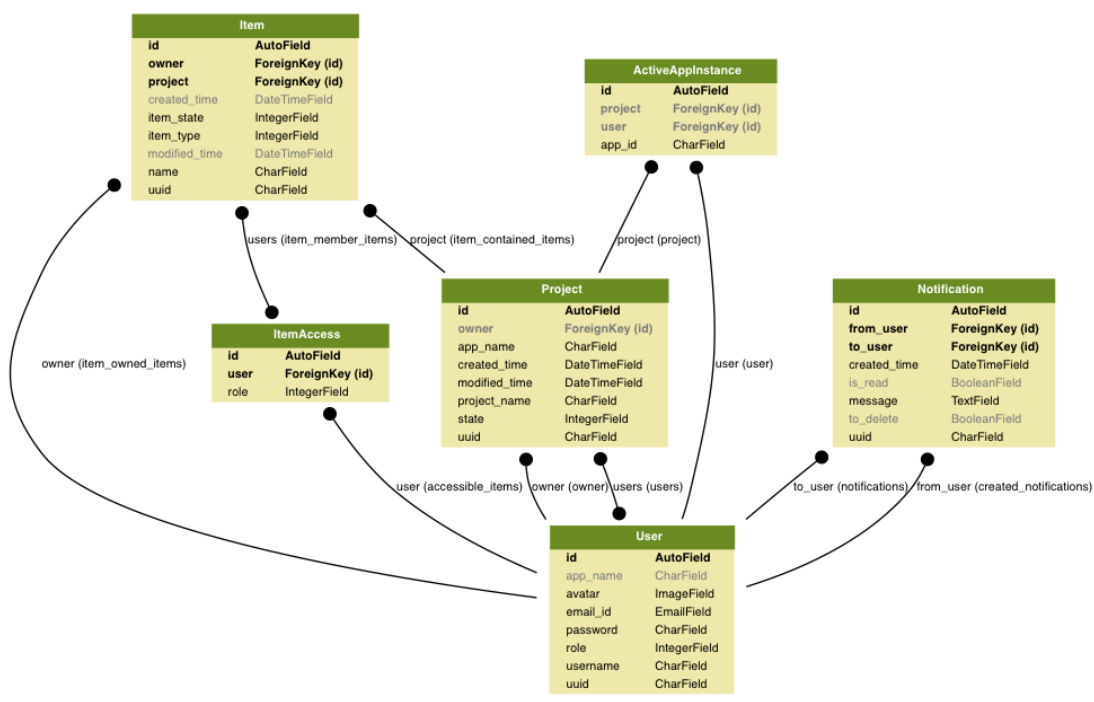 Item
id AutoField
owner ForeignKey (id)
project ForeignKey (id)
created_time DateTimeField
item_state IntegerField
item_type IntegerField
modified_time DateTimeField
name CharField
uuid CharField
ActiveAppInstance
id AutoField
project ForeignKey (id)
user ForeignKey (id)
app_id CharField
users (item_member_items)
project (item_contained_items)
project (project)
Project
id AutoField
owner ForeignKey (id)
app_name CharField
created_time DateTimeField
modified_time DateTimeField
project_name CharField
state IntegerField
uuid CharField
Notification
id AutoField
from_user ForeignKey (id)
to_user ForeignKey (id)
created_time DateTimeField
is_read BooleanField
message TextField
to_delete BooleanField
uuid CharField
ItemAccess
id AutoField
user ForeignKey (id)
role IntegerField
owner (item_owned_items)
user (user)
user (accessible_items)
owner (owner)
users (users)
to_user (notifications)
from_user (created_notifications)
User
id AutoField
app_name CharField
avatar ImageField
email_id EmailField
password CharField
role IntegerField
username CharField
uuid CharField